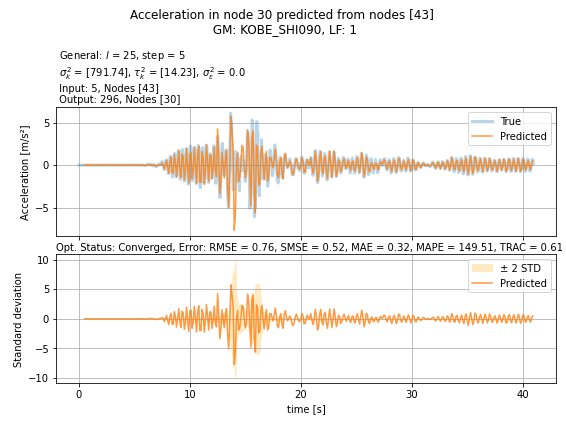 Acceleration in node 30 predicted from nodes [43]
GM: KOBE_SHI090, LF: 1
General: l = 25, step = 5
σ_k^2 = [791.74], τ_k^2 = [14.23], σ_ε^2 = 0.0
Input: 5, Nodes [43]
Output: 296, Nodes [30]
True
Predicted
Acceleration [m/s²]
5
0
−5
Opt. Status: Converged, Error: RMSE = 0.76, SMSE = 0.52, MAE = 0.32, MAPE = 149.51, TRAC = 0.61
± 2 STD
Predicted
Standard deviation
10
5
0
−5
−10
0 10 20 30 40
time [s]